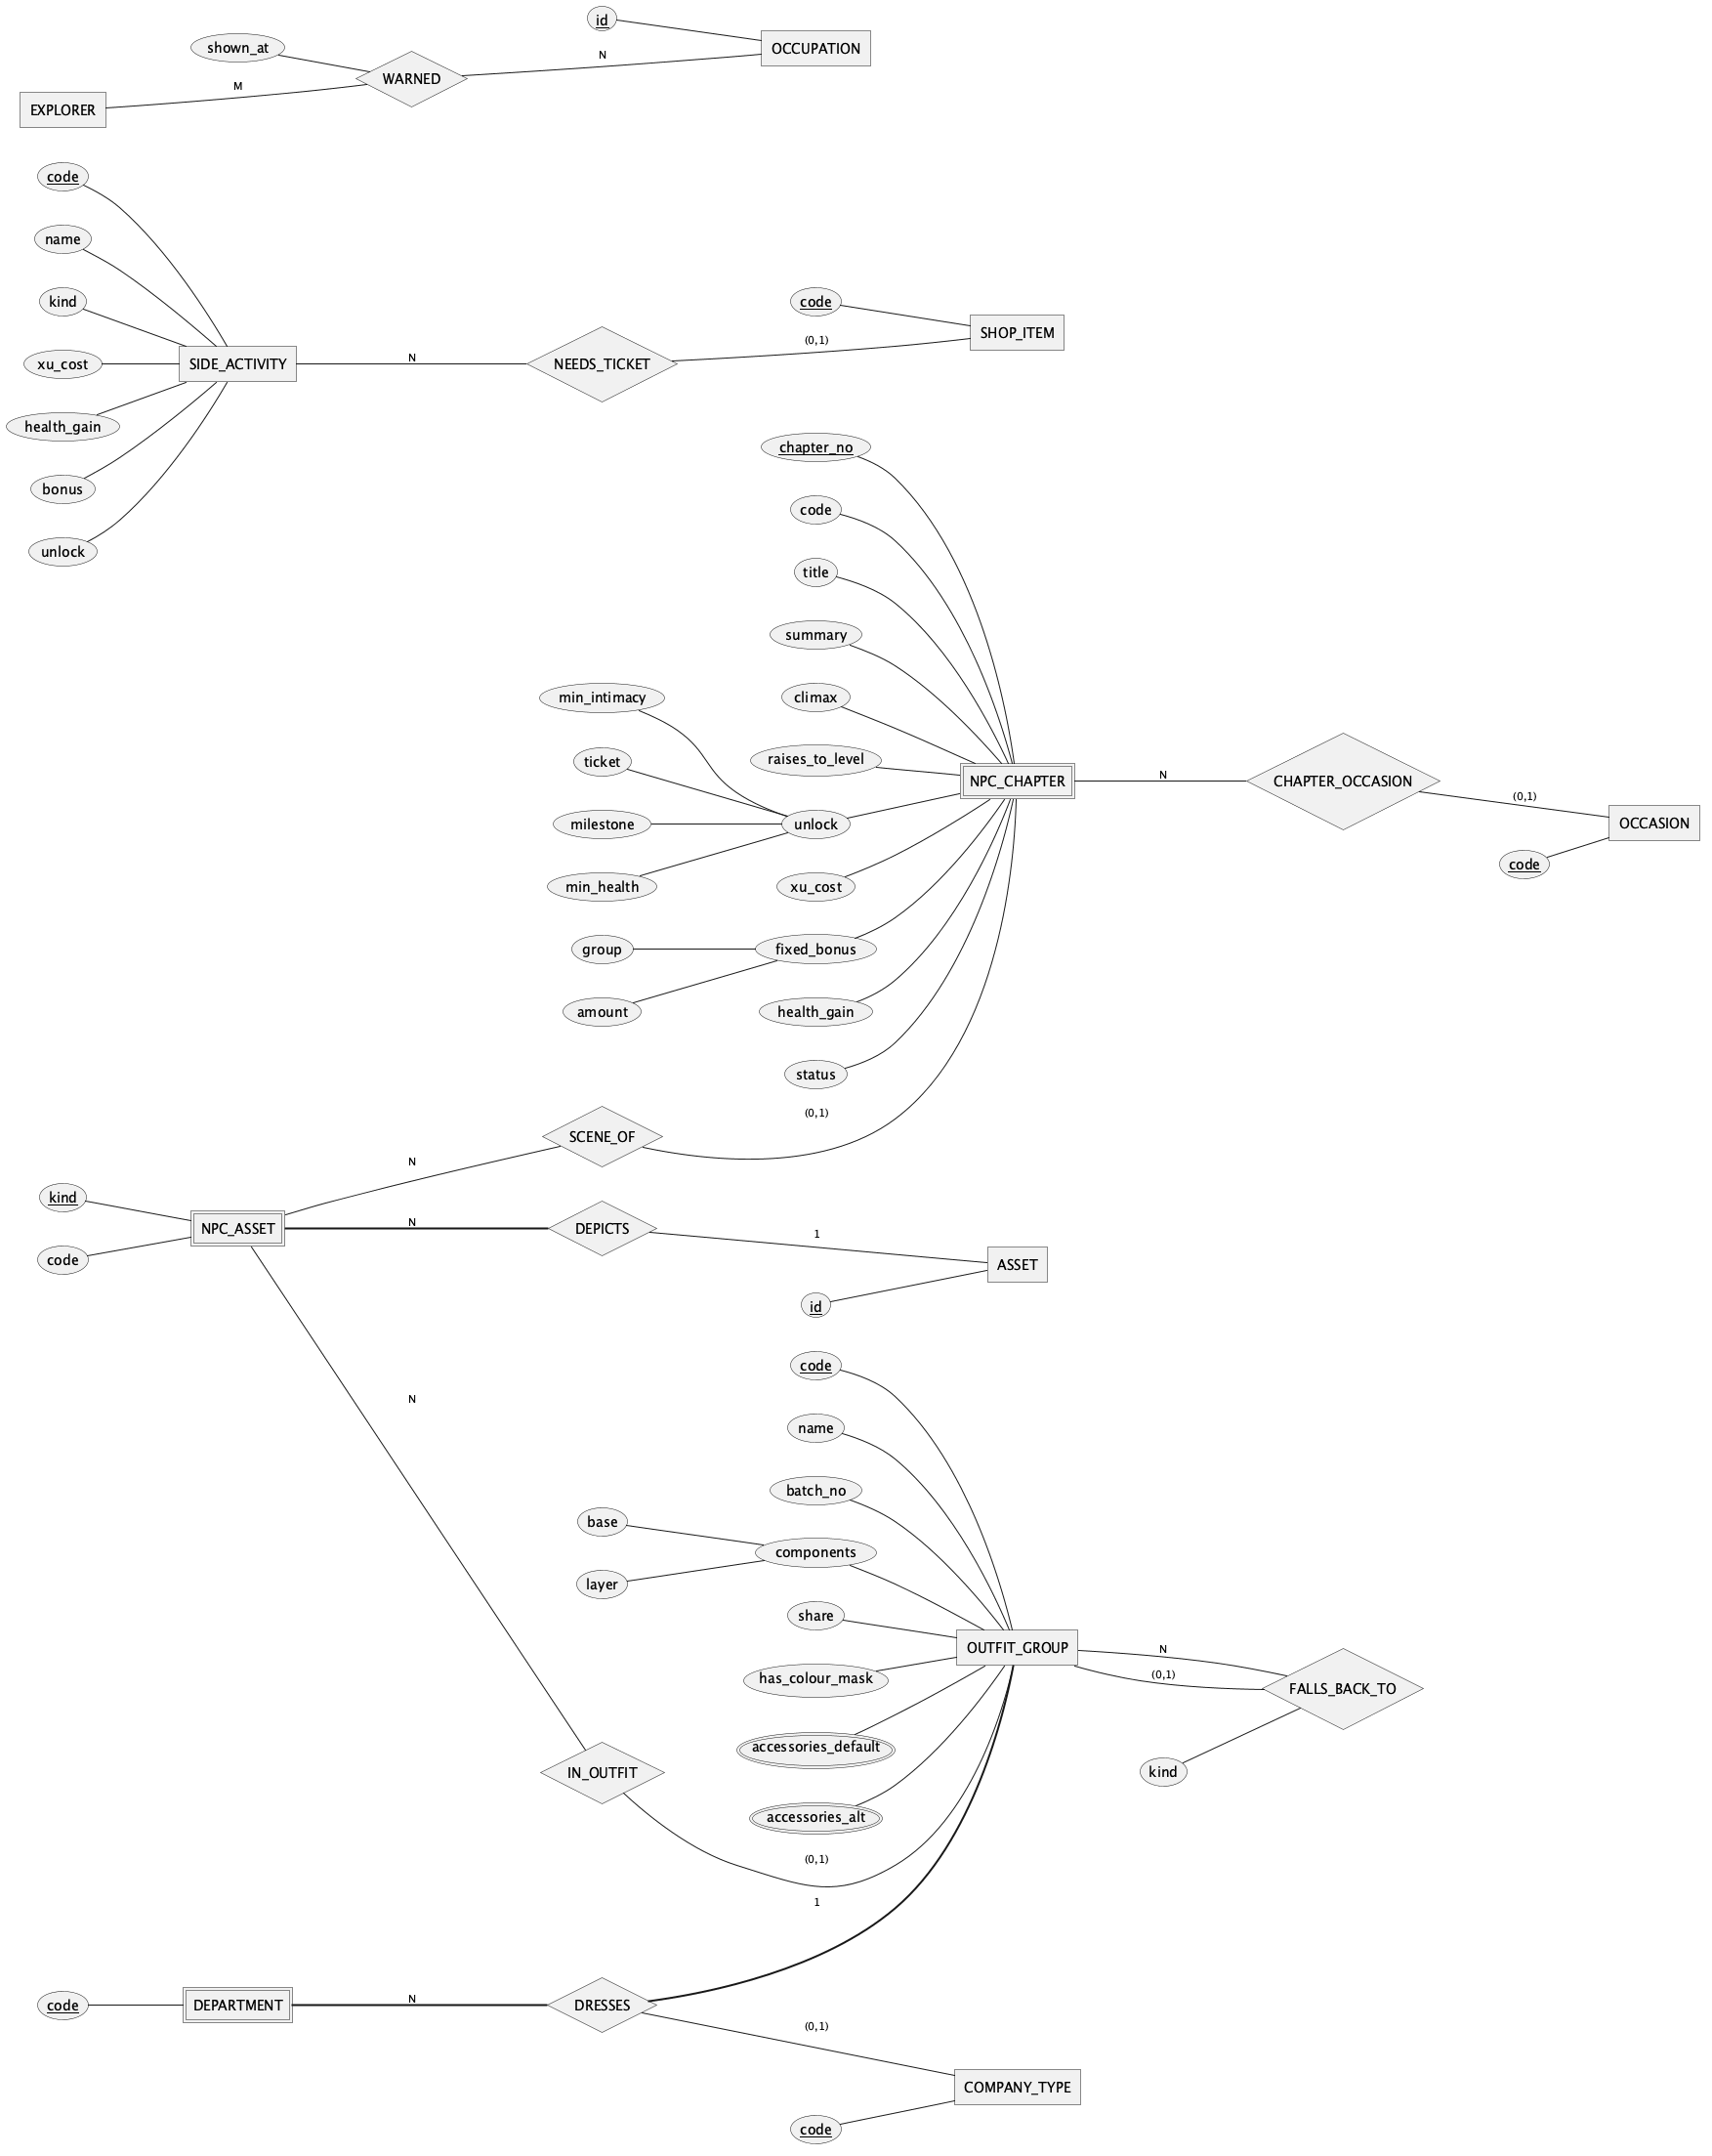 id
OCCUPATION
shown_at
N
WARNED
M
EXPLORER
code
name
kind
code
xu_cost
SIDE_ACTIVITY
N
NEEDS_TICKET
(0,1)
SHOP_ITEM
health_gain
bonus
unlock
chapter_no
code
title
summary
min_intimacy
climax
ticket
raises_to_level
NPC_CHAPTER
N
CHAPTER_OCCASION
(0,1)
OCCASION
code
milestone
unlock
min_health
xu_cost
group
fixed_bonus
amount
health_gain
status
(0,1)
SCENE_OF
N
kind
NPC_ASSET
N
DEPICTS
1
code
ASSET
id
code
N
name
batch_no
base
components
layer
share
OUTFIT_GROUP
N
(0,1)
FALLS_BACK_TO
has_colour_mask
accessories_default
kind
IN_OUTFIT
accessories_alt
(0,1)
1
code
DEPARTMENT
N
DRESSES
(0,1)
COMPANY_TYPE
code